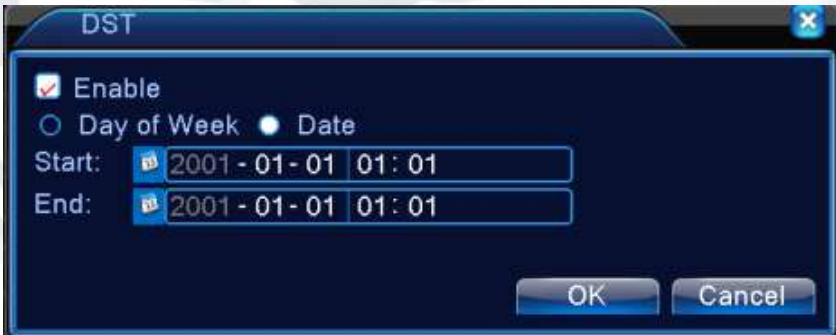 DST
Enable
Day of Week Date
Start: 2001 - 01 - 01 01 : 01
End: 2001 - 01 - 01 01 : 01
OK Cancel